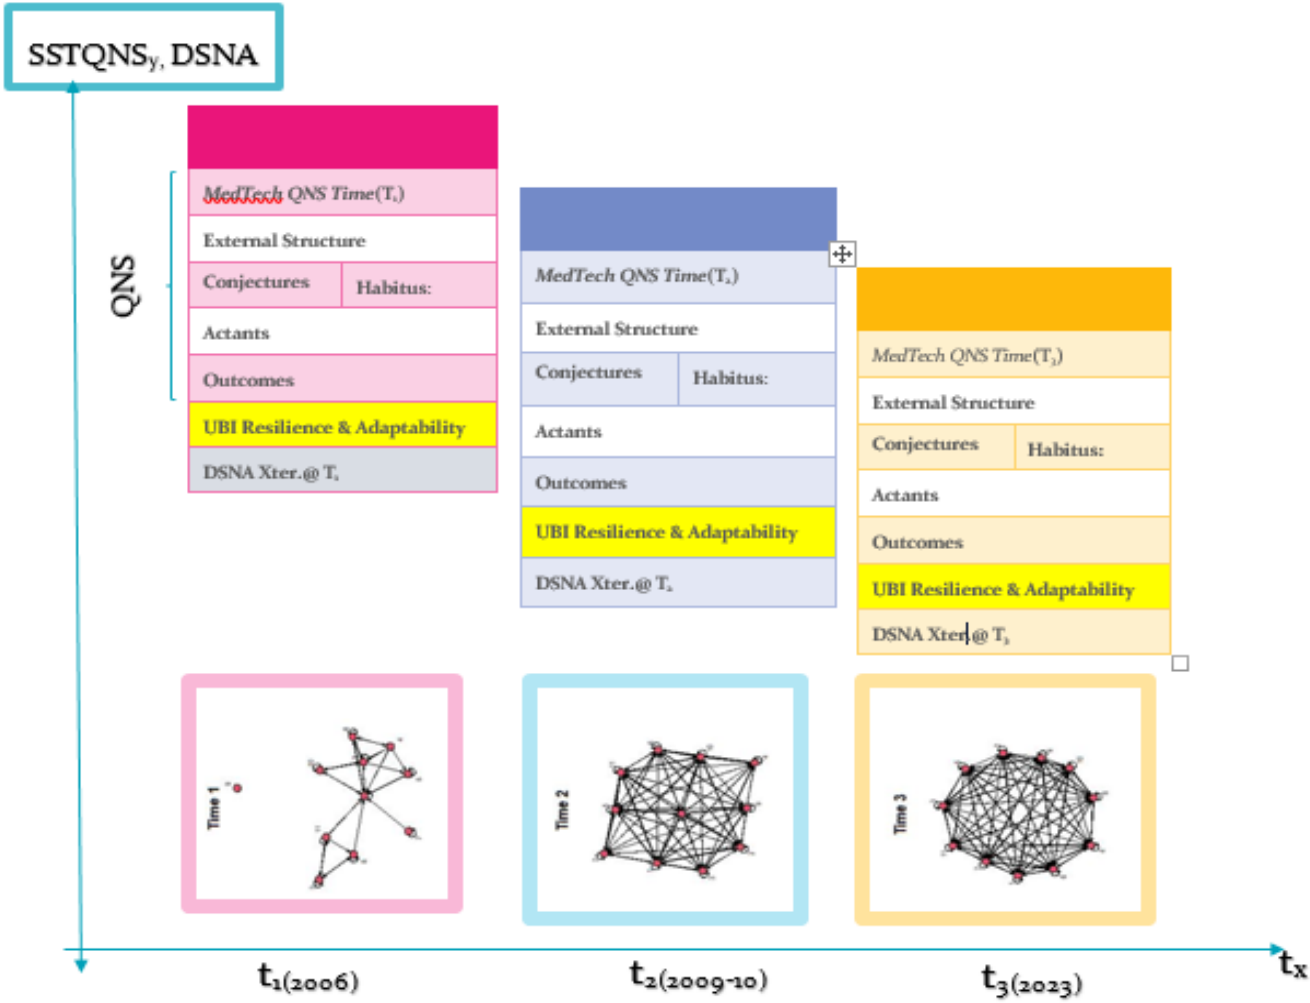 SSTQNSy, DSNA
QNS
MedTech QNS Time(T₁)
External Structure
Conjectures
Habitus:
Actants
Outcomes
UBI Resilience & Adaptability
DSNA Xter.@ T₁
MedTech QNS Time(T₂)
External Structure
Conjectures
Habitus:
Actants
Outcomes
UBI Resilience & Adaptability
DSNA Xter.@ T₂
MedTech QNS Time(T₃)
External Structure
Conjectures
Habitus:
Actants
Outcomes
UBI Resilience & Adaptability
DSNA Xter.@ T₃
Time 1
Time 2
Time 3
t1(2006)
t2(2009-10)
t3(2023)
tx